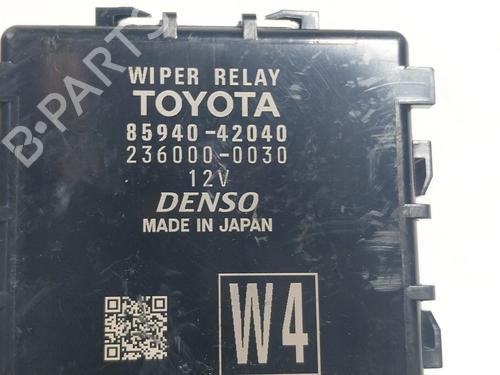 B-PARTS
WIPER RELAY
TOYOTA
85940-42040
236000-0030
12V
DENSO
MADE IN JAPAN
W4